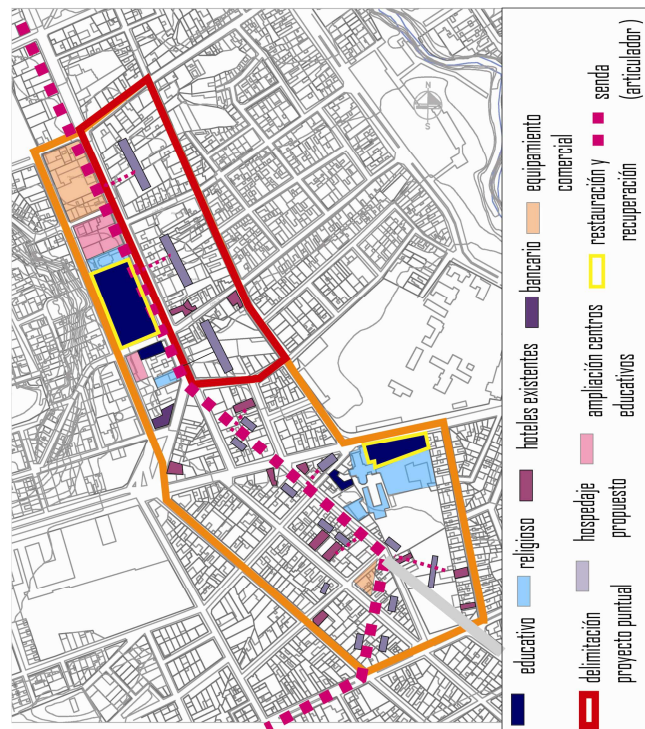 N
S
educativo
religioso
hoteles existentes
bancario
equipamiento
comercial
delimitación
proyecto puntual
hospedaje
propuesto
ampliación centros
educativos
restauración y
recuperación
senda
(articulador )